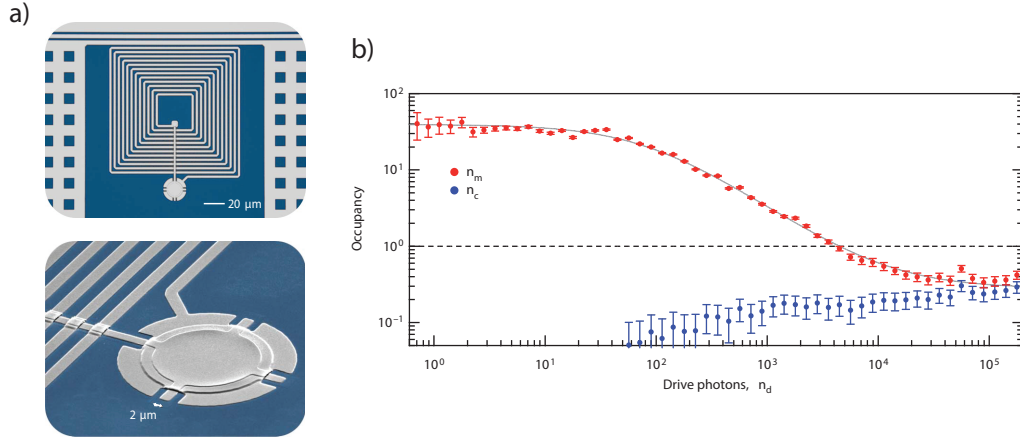 a)
20 μm
2 μm
b)
10²
10¹
10⁰
10⁻¹
Occupancy
n_m
n_c
10⁰
10¹
10²
10³
10⁴
10⁵
Drive photons, n_d